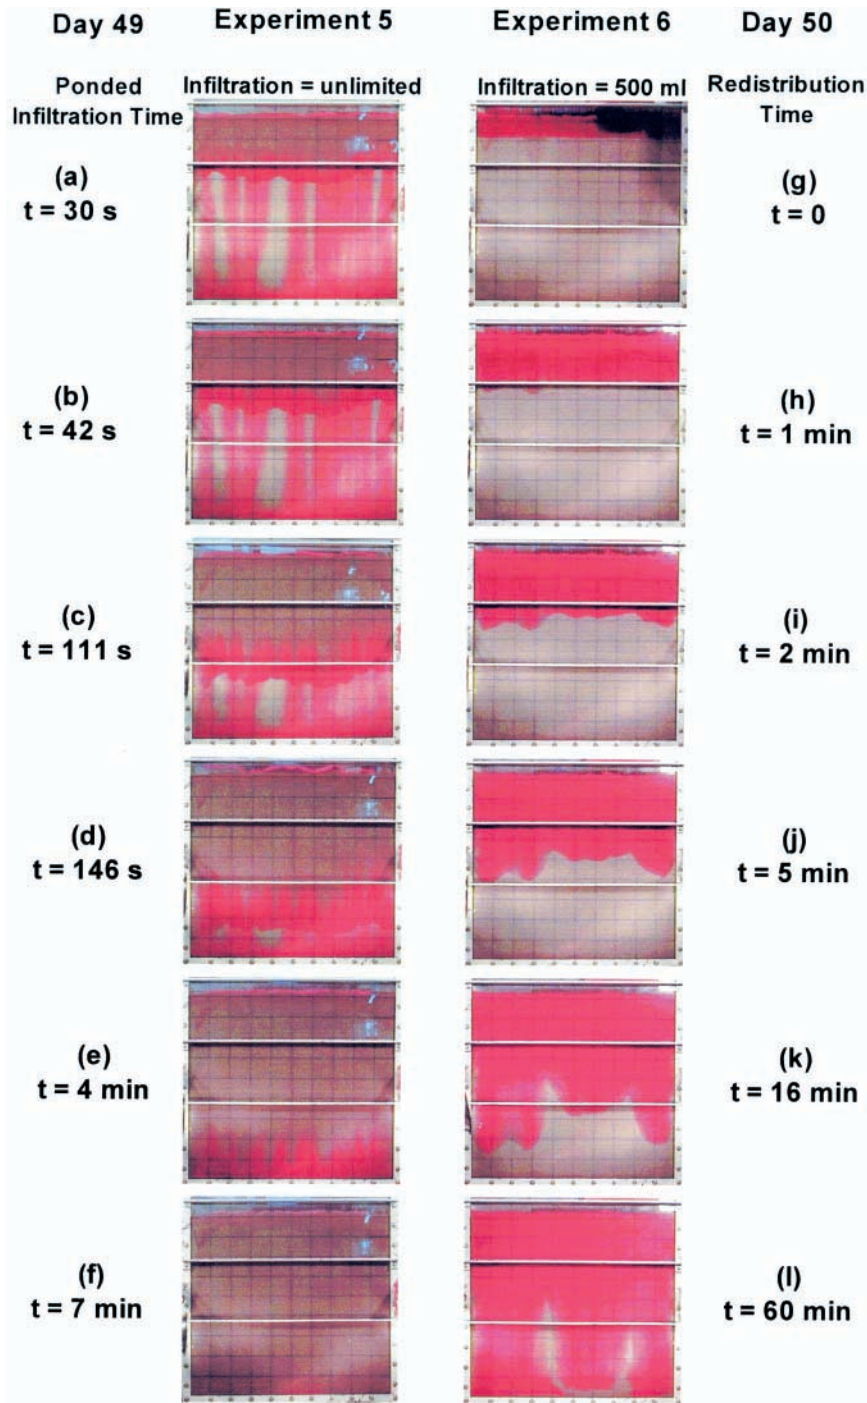 Day 49 Experiment 5 Experiment 6 Day 50
Ponded
Infiltration Time
Infiltration = unlimited
Infiltration = 500 ml
Redistribution
Time
(a)
t = 30 s
(g)
t = 0
(b)
t = 42 s
(h)
t = 1 min
(c)
t = 111 s
(i)
t = 2 min
(d)
t = 146 s
(j)
t = 5 min
(e)
t = 4 min
(k)
t = 16 min
(f)
t = 7 min
(l)
t = 60 min